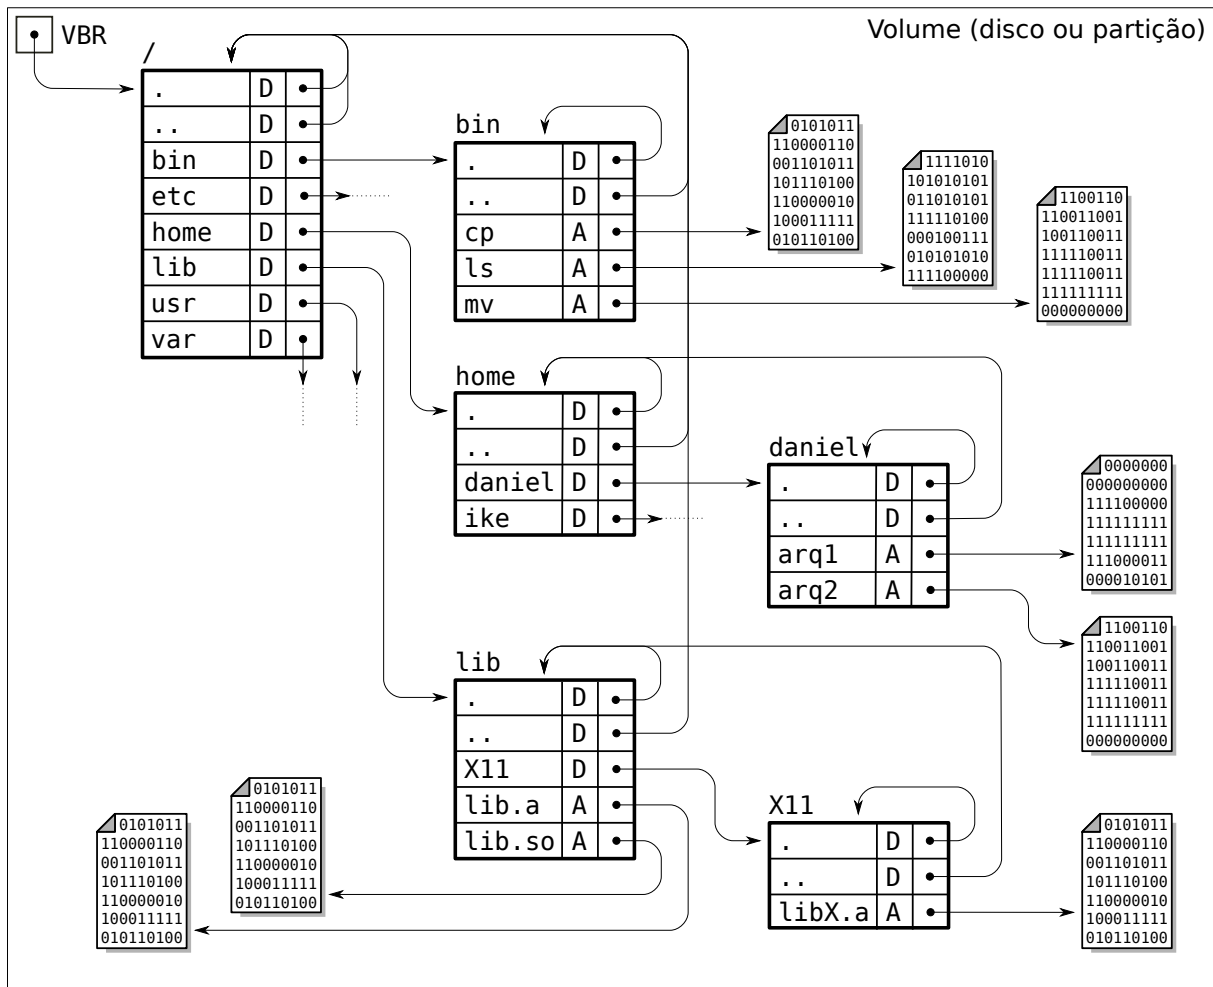 VBR
Volume (disco ou partição)
/
. D
.. D
bin D
etc D
home D
lib D
usr D
var D
bin
. D
.. D
cp A
ls A
mv A
0101011
110000110
001101011
101110100
110000010
100011111
010110100
1111010
101010101
011010101
111110100
000100111
010101010
111100000
1100110
110011001
100110011
111110011
111110011
111111111
000000000
home
. D
.. D
daniel D
ike D
daniel
. D
.. D
arq1 A
arq2 A
0000000
000000000
111100000
111111111
111111111
111000011
000010101
1100110
110011001
100110011
111110011
111110011
111111111
000000000
lib
. D
.. D
X11 D
lib.a A
lib.so A
0101011
110000110
001101011
101110100
110000010
100011111
010110100
0101011
110000110
001101011
101110100
110000010
100011111
010110100
X11
. D
.. D
libX.a A
0101011
110000110
001101011
101110100
110000010
100011111
010110100